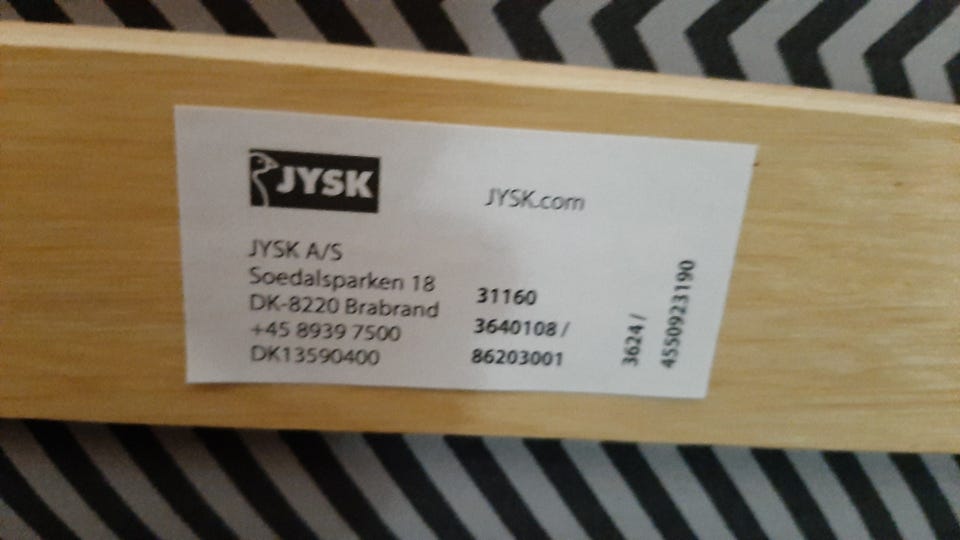 JYSK
JYSK.com
JYSK A/S
Soedalsparken 18
DK-8220 Brabrand
+45 8939 7500
DK13590400
31160
3640108 /
86203001
3624 /
4550923190